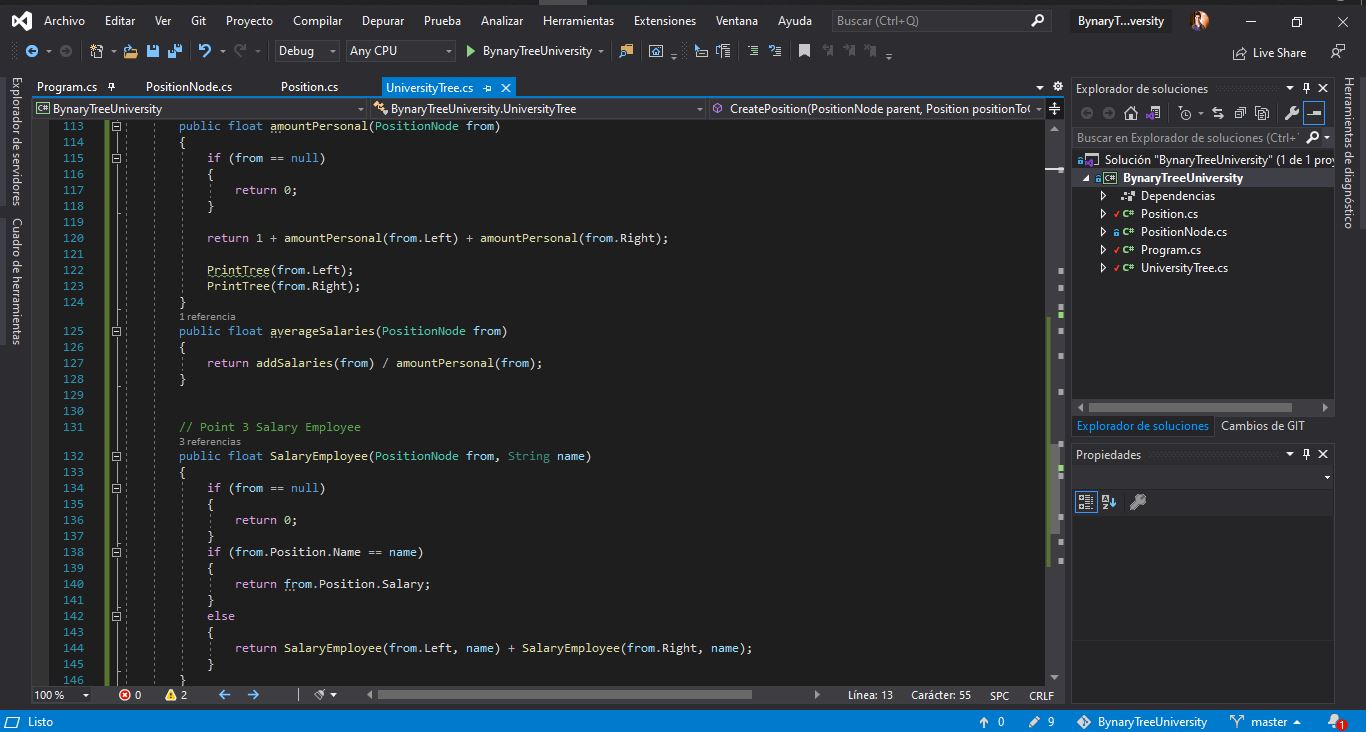 Archivo Editar Ver Git Proyecto Compilar Depurar Prueba Analizar Herramientas Extensiones Ventana Ayuda Buscar (Ctrl+Q) BynaryT...versity
Debug Any CPU BynaryTreeUniversity Live Share
Explorador de servidores
Cuadro de herramientas
Program.cs PositionNode.cs Position.cs UniversityTree.cs
BynaryTreeUniversity BynaryTreeUniversity.UniversityTree CreatePosition(PositionNode parent, Position positionToC
113 public float amountPersonal(PositionNode from)
114 {
115 if (from == null)
116 {
117 return 0;
118 }
119
120 return 1 + amountPersonal(from.Left) + amountPersonal(from.Right);
121
122 PrintTree(from.Left);
123 PrintTree(from.Right);
124 }
1 referencia
125 public float averageSalaries(PositionNode from)
126 {
127 return addSalaries(from) / amountPersonal(from);
128 }
129
130
131 // Point 3 Salary Employee
3 referencias
132 public float SalaryEmployee(PositionNode from, String name)
133 {
134 if (from == null)
135 {
136 return 0;
137 }
138 if (from.Position.Name == name)
139 {
140 return from.Position.Salary;
141 }
142 else
143 {
144 return SalaryEmployee(from.Left, name) + SalaryEmployee(from.Right, name);
145 }
146 }
100 % 0 2 Línea: 13 Carácter: 55 SPC CRLF
Explorador de soluciones
Buscar en Explorador de soluciones (Ctrl+
Solución "BynaryTreeUniversity" (1 de 1 proy
C# BynaryTreeUniversity
Dependencias
C# Position.cs
C# PositionNode.cs
C# Program.cs
C# UniversityTree.cs
Explorador de soluciones Cambios de GIT
Propiedades
Herramientas de diagnóstico
Listo 0 9 BynaryTreeUniversity master 1